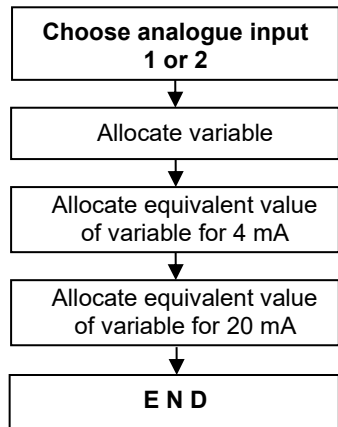 Choose analogue input
1 or 2
Allocate variable
Allocate equivalent value
of variable for 4 mA
Allocate equivalent value
of variable for 20 mA
E N D